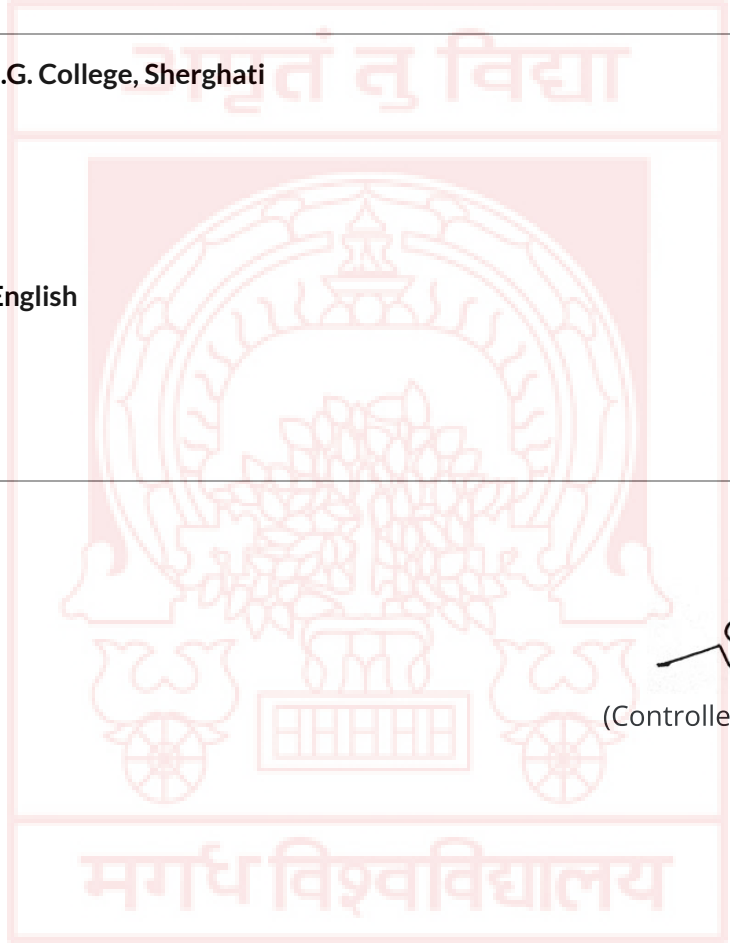 अमृतं तु विद्या
.G. College, Sherghati
English
(Controlle
मगध विश्वविद्यालय